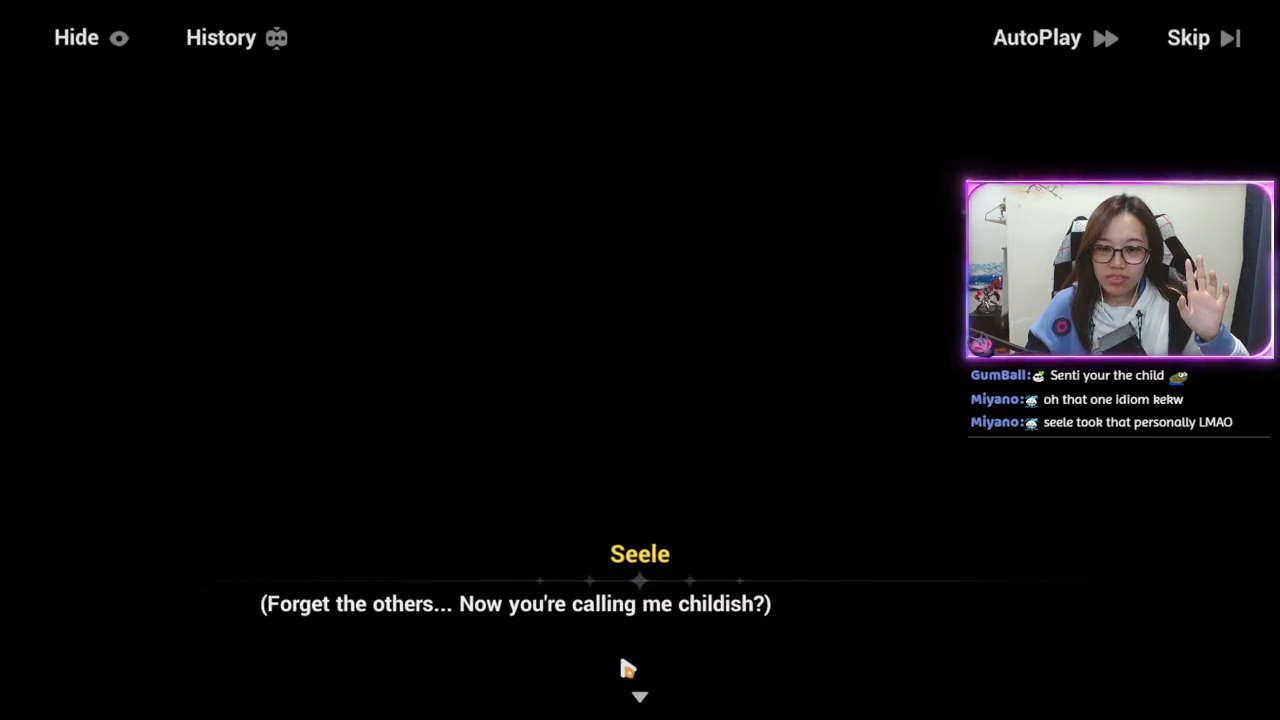 Hide
History
AutoPlay
Skip
GumBall: Senti your the child
Miyano: oh that one idiom kekw
Miyano: seele took that personally LMAO
Seele
(Forget the others... Now you're calling me childish?)